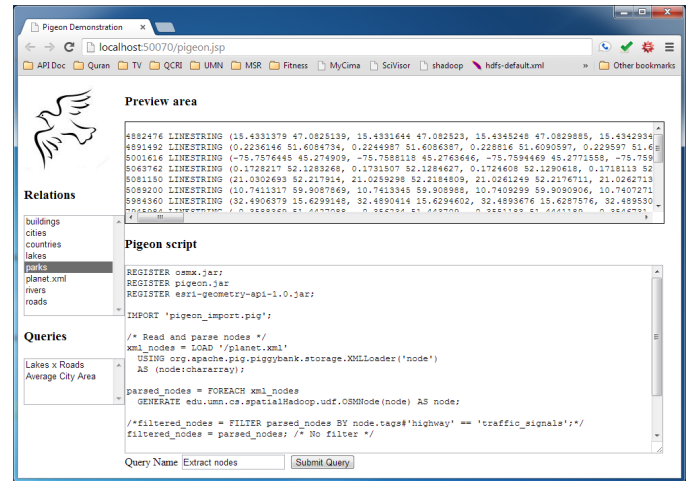 Pigeon Demonstration
localhost:50070/pigeon.jsp
API Doc Quran TV QCRI UMN MSR Fitness MyCima SciVisor shadoop hdfs-default.xml » Other bookmarks
Preview area
4882476 LINESTRING (15.4331379 47.0825139, 15.4331644 47.082523, 15.4345248 47.0829885, 15.4342934
4891492 LINESTRING (0.2236146 51.6084734, 0.2244987 51.6086387, 0.228816 51.6090597, 0.229597 51.6
5001616 LINESTRING (-75.7576445 45.274909, -75.7588118 45.2763646, -75.7594469 45.2771558, -75.759
5063762 LINESTRING (0.1728217 52.1283268, 0.1731507 52.1284627, 0.1724608 52.1290618, 0.1718113 52
5081150 LINESTRING (21.0302693 52.217914, 21.0259298 52.2184809, 21.0261249 52.2176711, 21.0262713
5089200 LINESTRING (10.7411317 59.9087869, 10.7413345 59.908988, 10.7409299 59.9090906, 10.7407271
5984360 LINESTRING (32.4906379 15.6299148, 32.4890414 15.6294602, 32.4893676 15.6287576, 32.489530
Relations
buildings
cities
countries
lakes
parks
planet.xml
rivers
roads
Queries
Lakes x Roads
Average City Area
Pigeon script
REGISTER osmx.jar;
REGISTER pigeon.jar
REGISTER esri-geometry-api-1.0.jar;
IMPORT 'pigeon_import.pig';
/* Read and parse nodes */
xml_nodes = LOAD '/planet.xml'
USING org.apache.pig.piggybank.storage.XMLLoader('node')
AS (node:chararray);
parsed_nodes = FOREACH xml_nodes
GENERATE edu.umn.cs.spatialHadoop.udf.OSMNode(node) AS node;
/*filtered_nodes = FILTER parsed_nodes BY node.tags#'highway' == 'traffic_signals';*/
filtered_nodes = parsed_nodes; /* No filter */
Query Name Extract nodes Submit Query